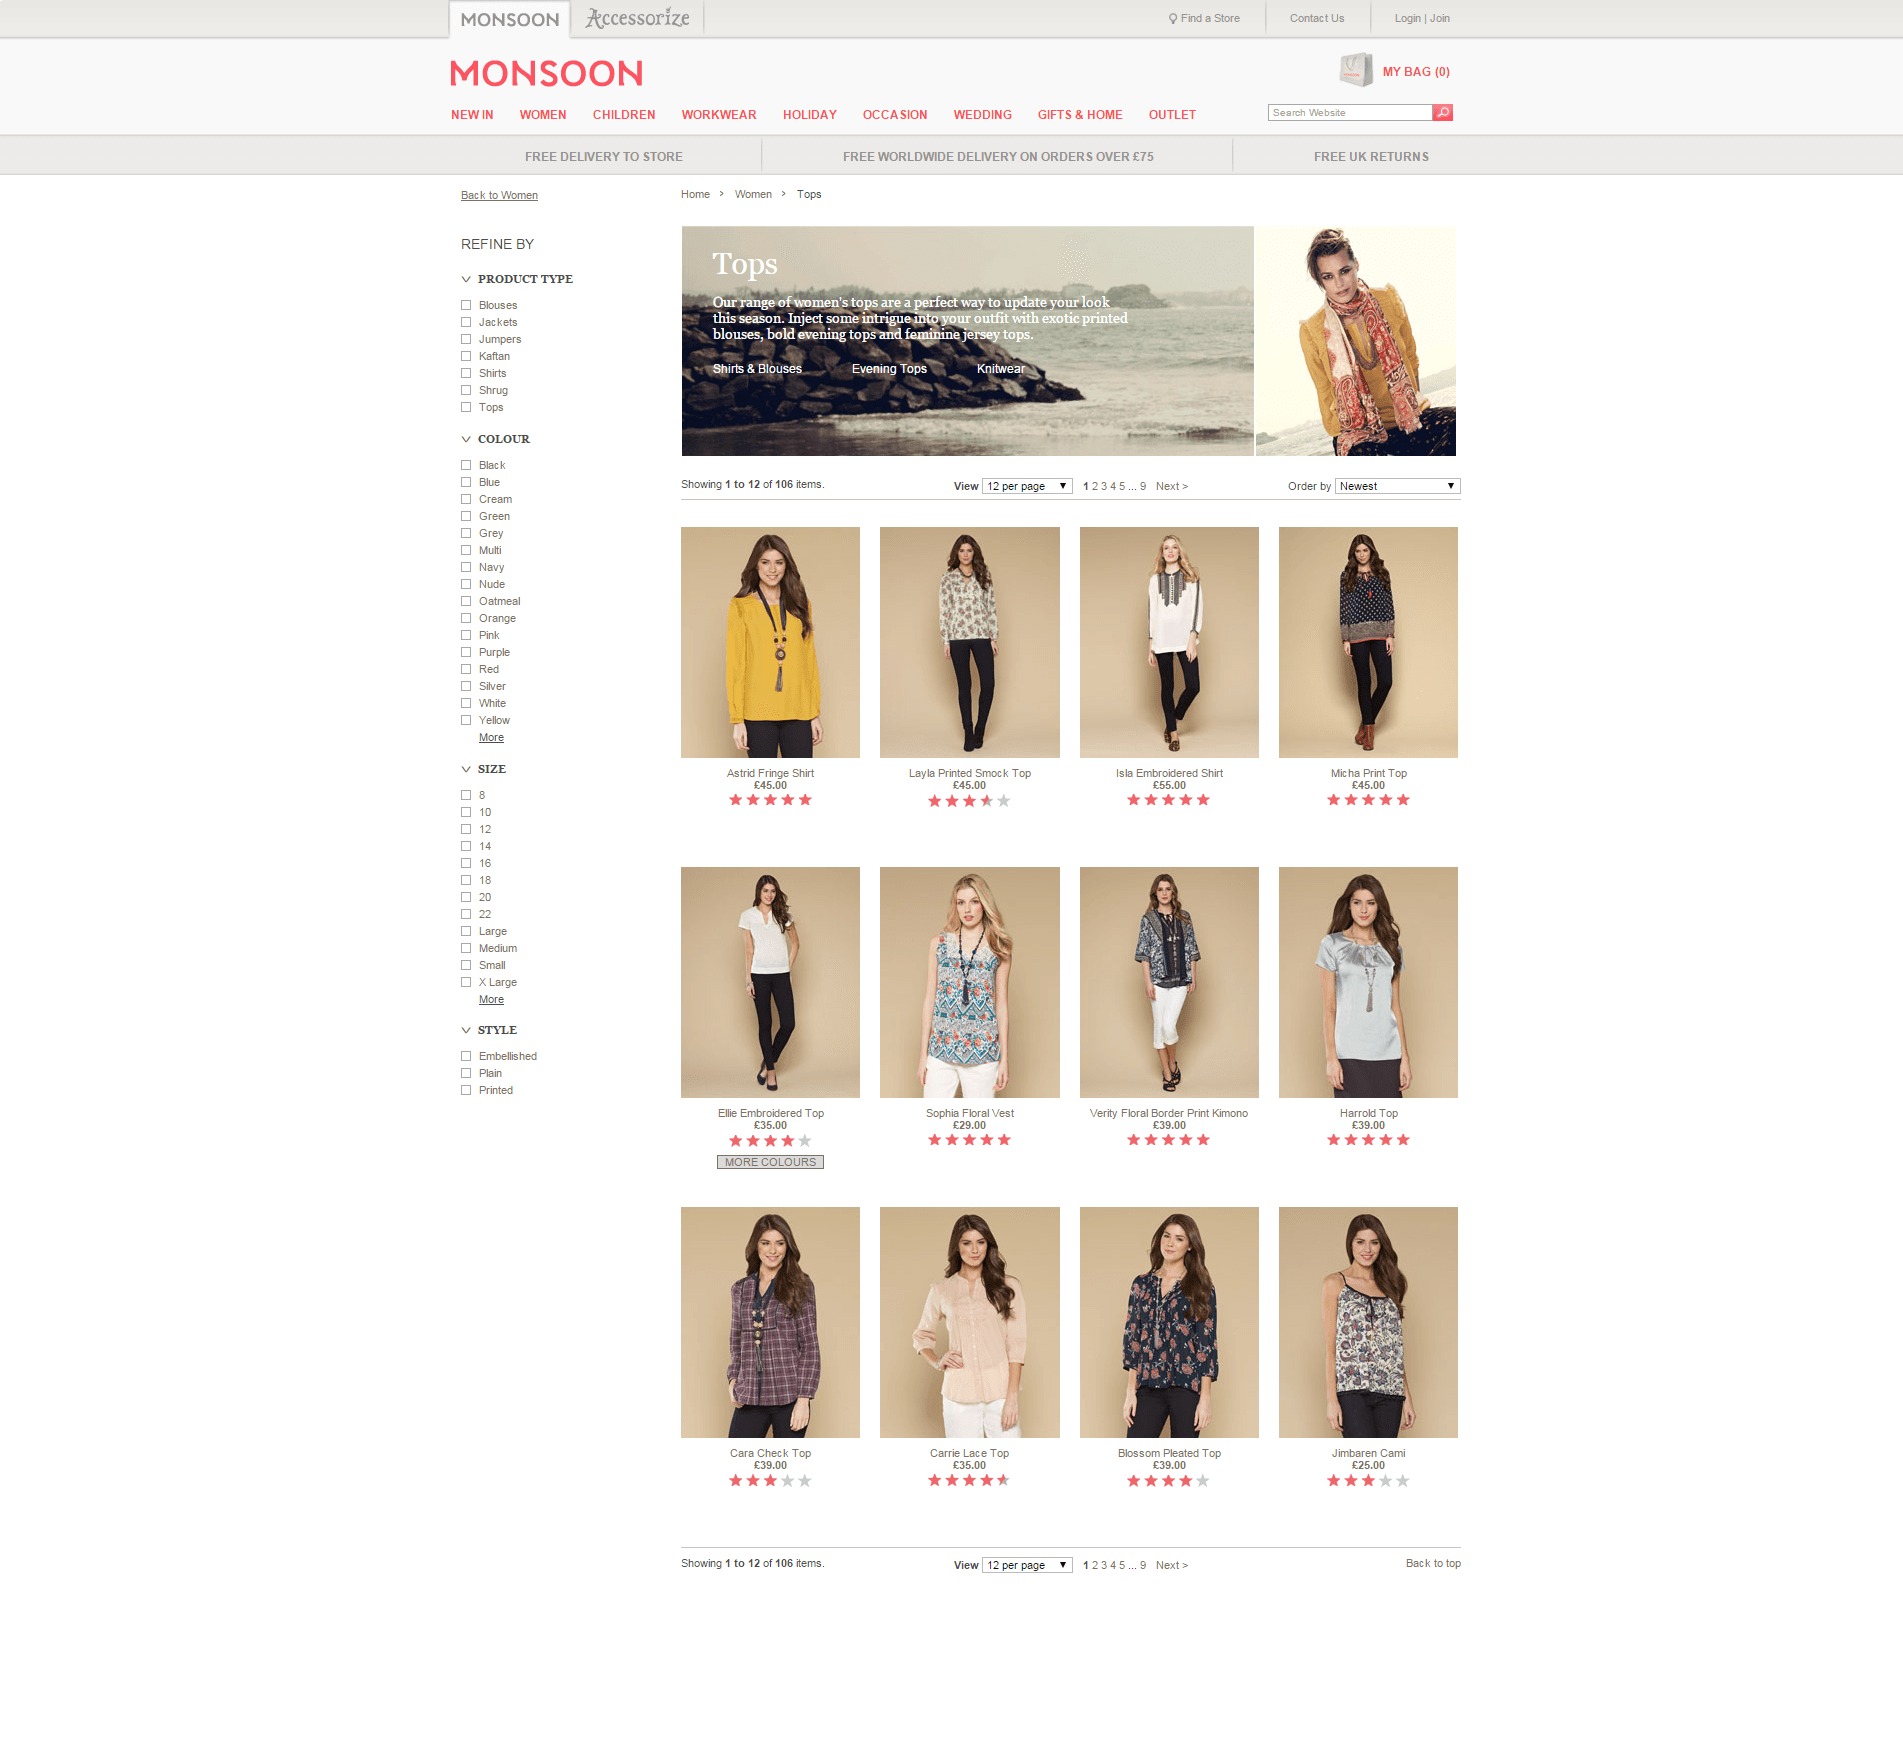 MONSOON
Accessorize
Find a Store
Contact Us
Login | Join
MONSOON
MY BAG (0)
NEW IN WOMEN CHILDREN WORKWEAR HOLIDAY OCCASION WEDDING GIFTS & HOME OUTLET
Search Website
FREE DELIVERY TO STORE
FREE WORLDWIDE DELIVERY ON ORDERS OVER £75
FREE UK RETURNS
Back to Women
REFINE BY
PRODUCT TYPE
Blouses
Jackets
Jumpers
Kaftan
Shirts
Shrug
Tops
COLOUR
Black
Blue
Cream
Green
Grey
Multi
Navy
Nude
Oatmeal
Orange
Pink
Purple
Red
Silver
White
Yellow
More
SIZE
8
10
12
14
16
18
20
22
Large
Medium
Small
X Large
More
STYLE
Embellished
Plain
Printed
Home > Women > Tops
Tops
Our range of women's tops are a perfect way to update your look
this season. Inject some intrigue into your outfit with exotic printed
blouses, bold evening tops and feminine jersey tops.
Shirts & Blouses Evening Tops Knitwear
Showing 1 to 12 of 106 items.
View 12 per page 1 2 3 4 5 ... 9 Next >
Order by Newest
Astrid Fringe Shirt
£45.00
Layla Printed Smock Top
£45.00
Isla Embroidered Shirt
£55.00
Micha Print Top
£45.00
Ellie Embroidered Top
£35.00
MORE COLOURS
Sophia Floral Vest
£29.00
Verity Floral Border Print Kimono
£39.00
Harrold Top
£39.00
Cara Check Top
£39.00
Carrie Lace Top
£35.00
Blossom Pleated Top
£39.00
Jimbaren Cami
£25.00
Showing 1 to 12 of 106 items.
View 12 per page 1 2 3 4 5 ... 9 Next >
Back to top